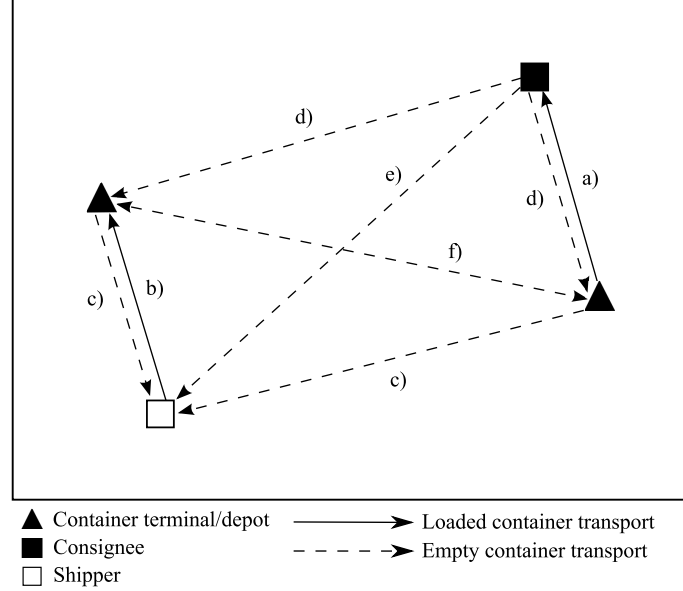 d)
e)
a)
d)
f)
b)
c)
c)
Container terminal/depot
Loaded container transport
Consignee
Empty container transport
Shipper